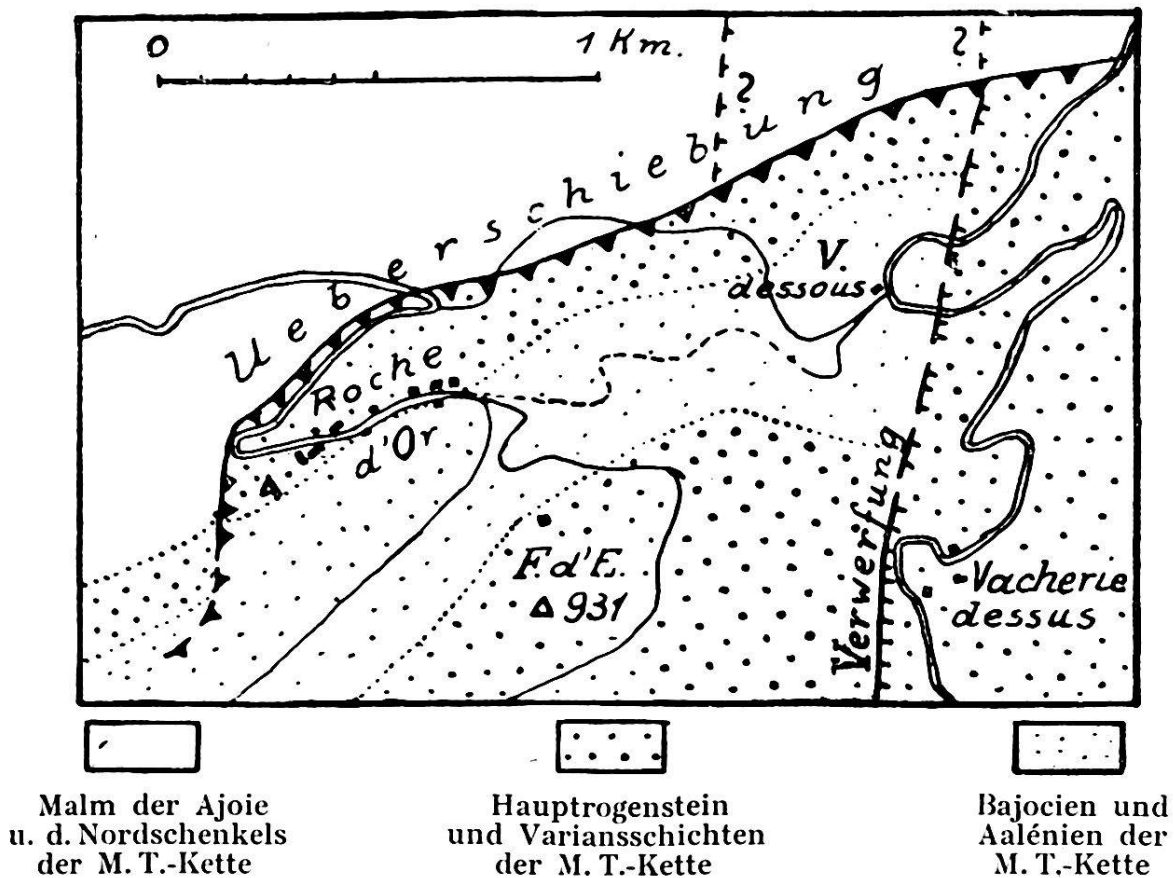 0 1 Km.
? ?
Ueberschiebung
V.
dessous
Roche
d'Or
F. d'E.
931
Verwerfung
Vacherie
dessus
Malm der Ajoie
u. d. Nordschenkels
der M. T.-Kette
Hauptrogenstein
und Variansschichten
der M. T.-Kette
Bajocien und
Aalénien der
M. T.-Kette